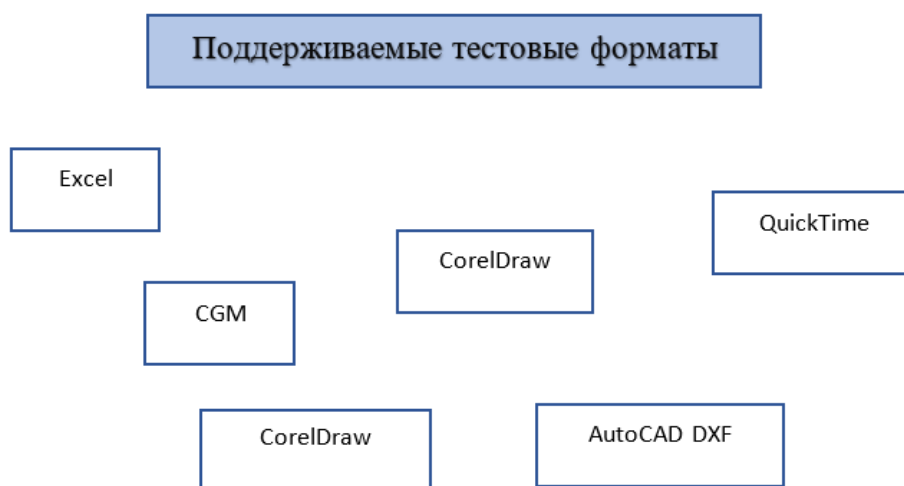 Поддерживаемые тестовые форматы
Excel
QuickTime
CorelDraw
CGM
CorelDraw
AutoCAD DXF